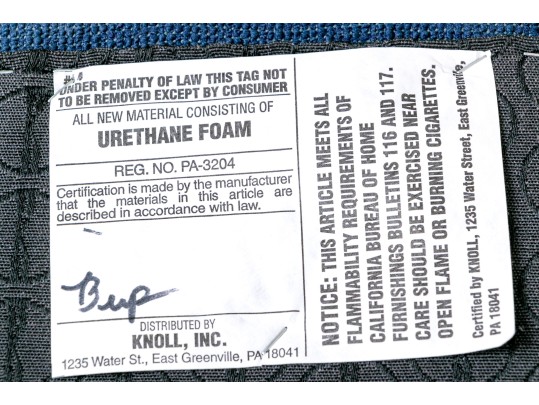 UNDER PENALTY OF LAW THIS TAG NOT
TO BE REMOVED EXCEPT BY CONSUMER
ALL NEW MATERIAL CONSISTING OF
URETHANE FOAM
REG. NO. PA-3204
Certification is made by the manufacturer
that the materials in this article are
described in accordance with law.
DISTRIBUTED BY
KNOLL, INC.
1235 Water St., East Greenville, PA 18041
NOTICE: THIS ARTICLE MEETS ALL
FLAMMABILITY REQUIREMENTS OF
CALIFORNIA BUREAU OF HOME
FURNISHINGS BULLETINS 116 AND 117.
CARE SHOULD BE EXERCISED NEAR
OPEN FLAME OR BURNING CIGARETTES.
Certified by KNOLL, 1235 Water Street, East Greenville,
PA 18041